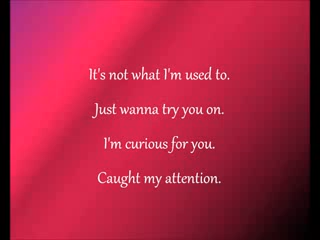 It's not what I'm used to.
Just wanna try you on.
I'm curious for you.
Caught my attention.